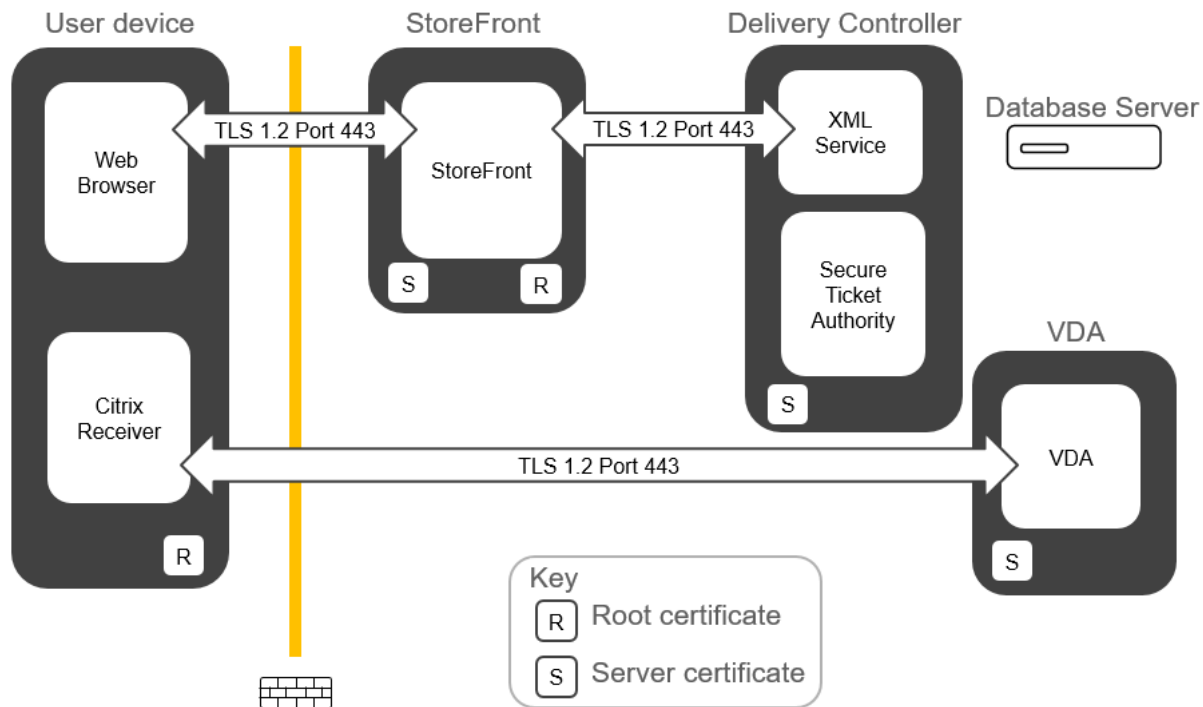 User device
StoreFront
Delivery Controller
Database Server
Web
Browser
TLS 1.2 Port 443
StoreFront
TLS 1.2 Port 443
XML
Service
S
R
Secure
Ticket
Authority
S
VDA
Citrix
Receiver
TLS 1.2 Port 443
VDA
R
S
Key
R Root certificate
S Server certificate